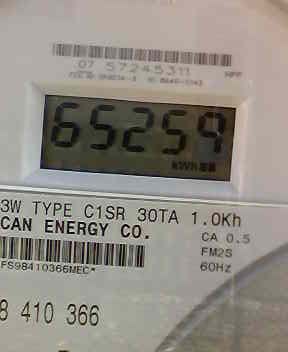 07 57245311
65259
kWh
3W TYPE C1SR 30TA 1.0Kh
CAN ENERGY CO.
CA 0.5
FM2S
60Hz
*FS98410366MEC*
8 410 366